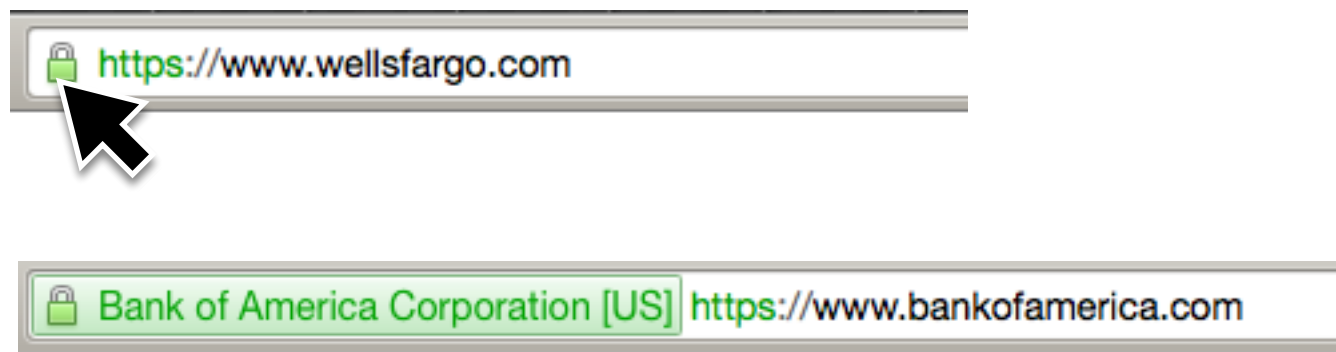 https://www.wellsfargo.com
Bank of America Corporation [US] https://www.bankofamerica.com